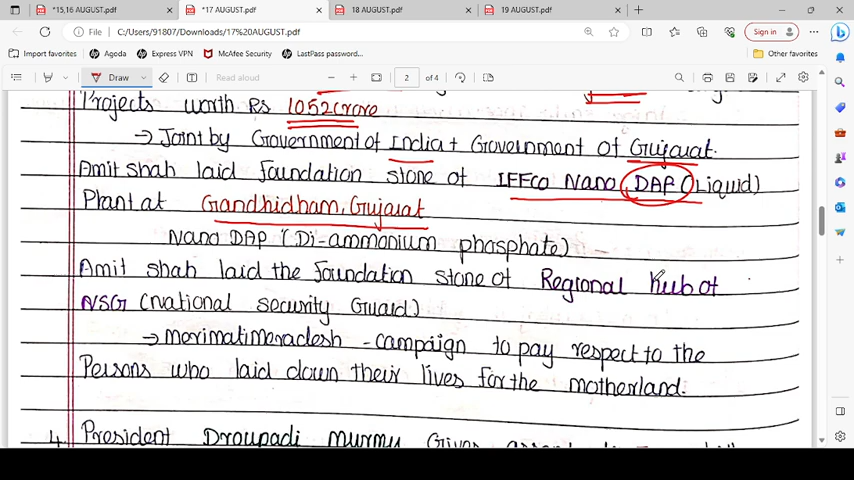 *15,16 AUGUST.pdf
*17 AUGUST.pdf
18 AUGUST.pdf
19 AUGUST.pdf
File
C:/Users/91807/Downloads/17%20AUGUST.pdf
Sign in
Import favorites
Agoda
Express VPN
McAfee Security
LastPass password...
Other favorites
Draw
Read aloud
2 of 4
Projects worth Rs 1052crore
→ Joint by Government of India + Government of Gujarat.
Amit shah laid foundation stone of IFFCO Nano DAP (Liquid)
Plant at Gandhidham, Gujarat
Nano DAP (Di-ammonium phosphate)
Amit shah laid the foundation stone of Regional Hub of
NSG (National security Guard)
→ merimatimeradesh - campaign to pay respect to the
Persons who laid down their lives for the motherland.
4. President Droupadi murmu Gives assent to